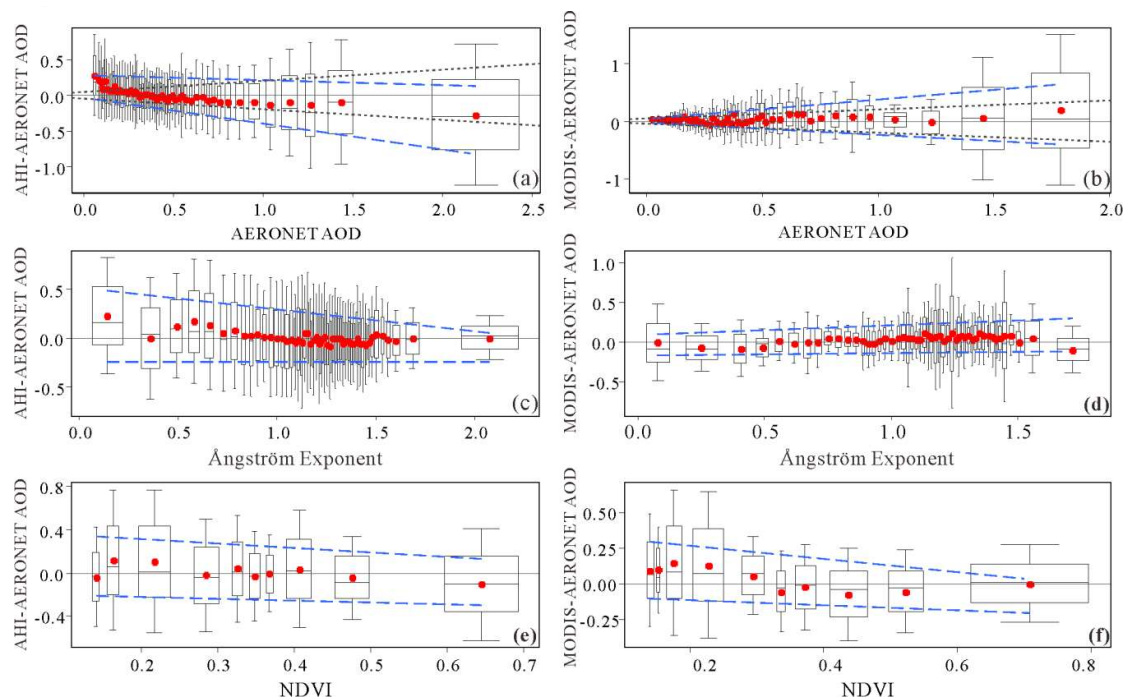 AHI-AERONET AOD
0.5
0.0
-0.5
-1.0
(a)
0.0 0.5 1.0 1.5 2.0 2.5
AERONET AOD
MODIS-AERONET AOD
1
0
-1
(b)
0.0 0.5 1.0 1.5 2.0
AERONET AOD
AHI-AERONET AOD
0.5
0.0
-0.5
(c)
0.0 0.5 1.0 1.5 2.0
Ångström Exponent
MODIS-AERONET AOD
1.0
0.5
0.0
-0.5
(d)
0.0 0.5 1.0 1.5
Ångström Exponent
AHI-AERONET AOD
0.8
0.4
0.0
-0.4
(e)
0.2 0.3 0.4 0.5 0.6 0.7
NDVI
MODIS-AERONET AOD
0.50
0.25
0.00
-0.25
(f)
0.2 0.4 0.6 0.8
NDVI